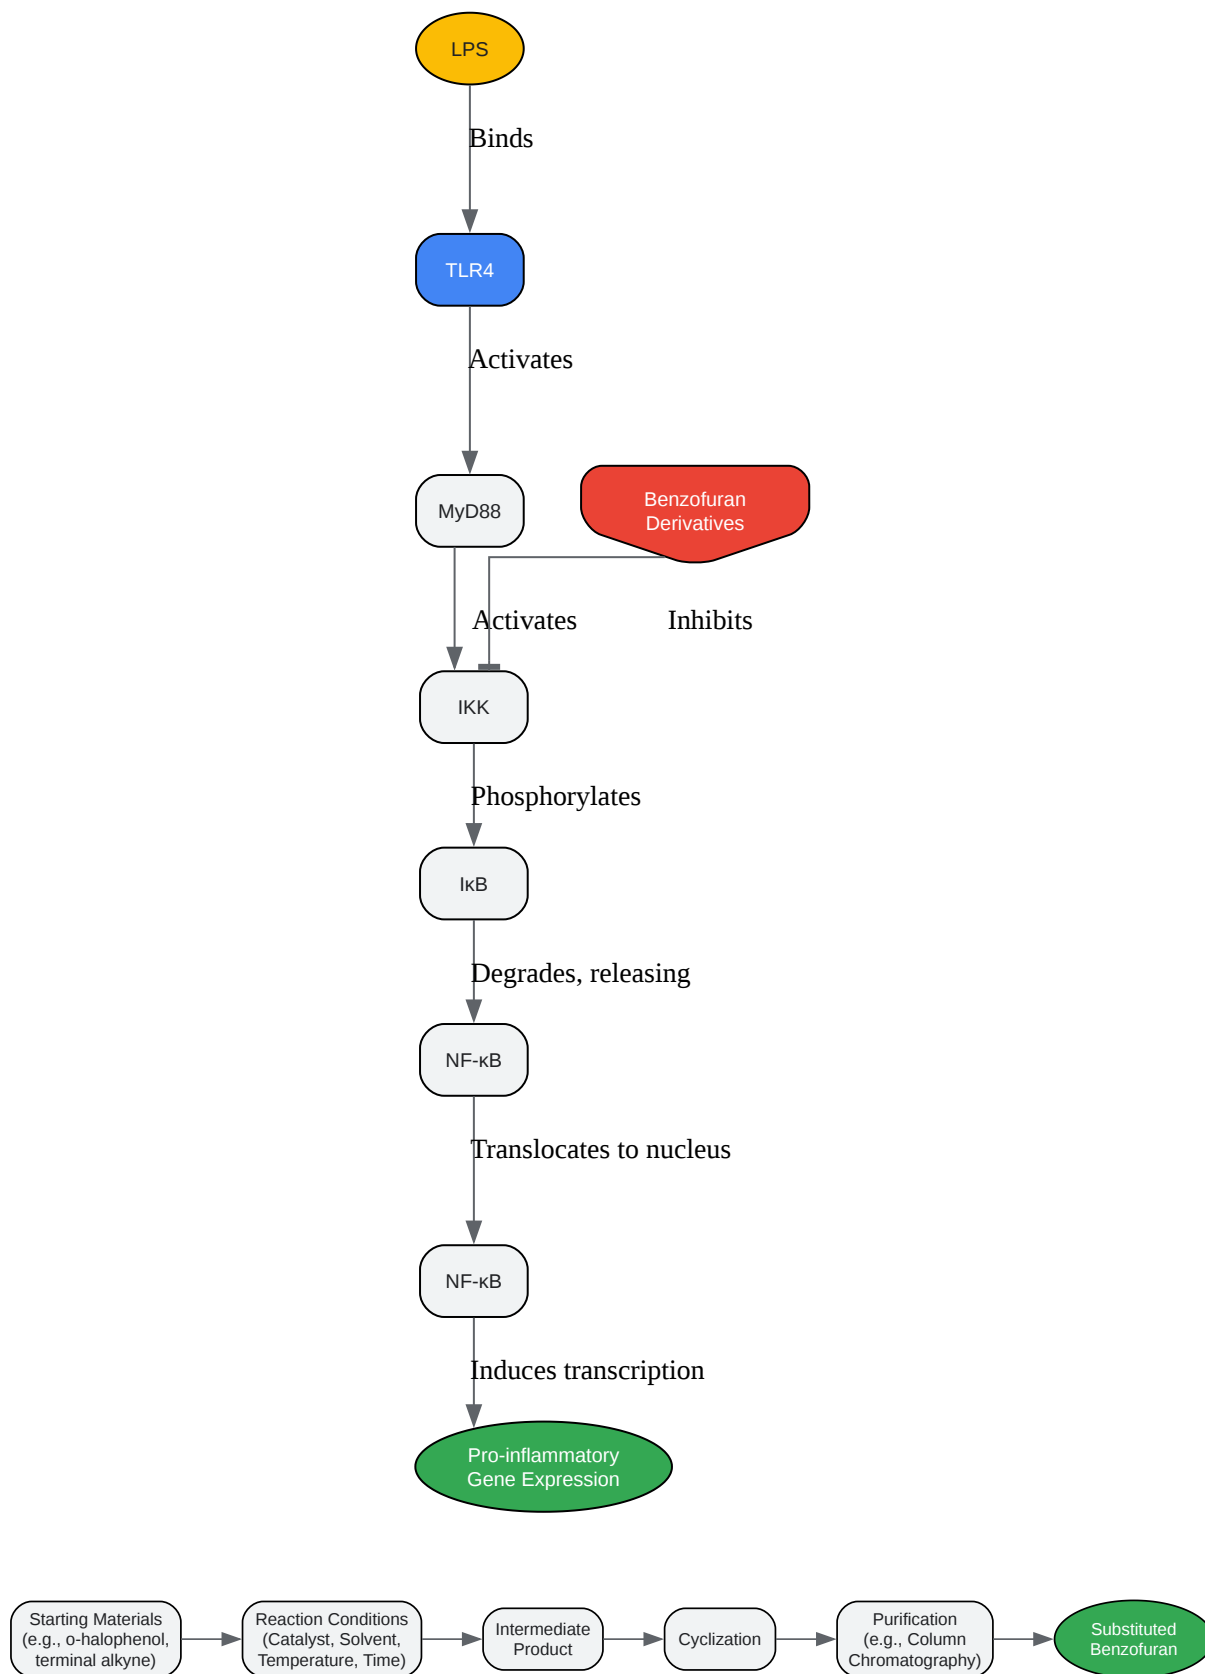 LPS
Binds
TLR4
Activates
MyD88
Benzofuran
Derivatives
Activates
Inhibits
IKK
Phosphorylates
IκB
Degrades, releasing
NF-κB
Translocates to nucleus
NF-κB
Induces transcription
Pro-inflammatory
Gene Expression
Starting Materials
(e.g., o-halophenol,
terminal alkyne)
Reaction Conditions
(Catalyst, Solvent,
Temperature, Time)
Intermediate
Product
Cyclization
Purification
(e.g., Column
Chromatography)
Substituted
Benzofuran